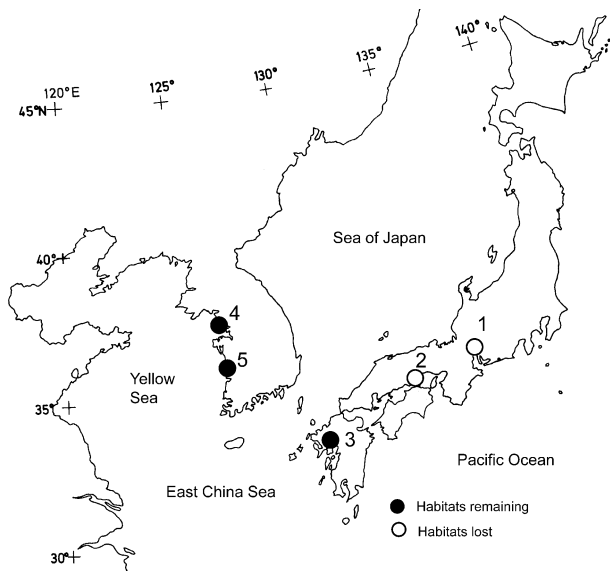 140°
135°
130°
125°
120°E
45°N
Sea of Japan
40°
4
1
5
2
Yellow
Sea
35°
3
Pacific Ocean
East China Sea
Habitats remaining
Habitats lost
30°